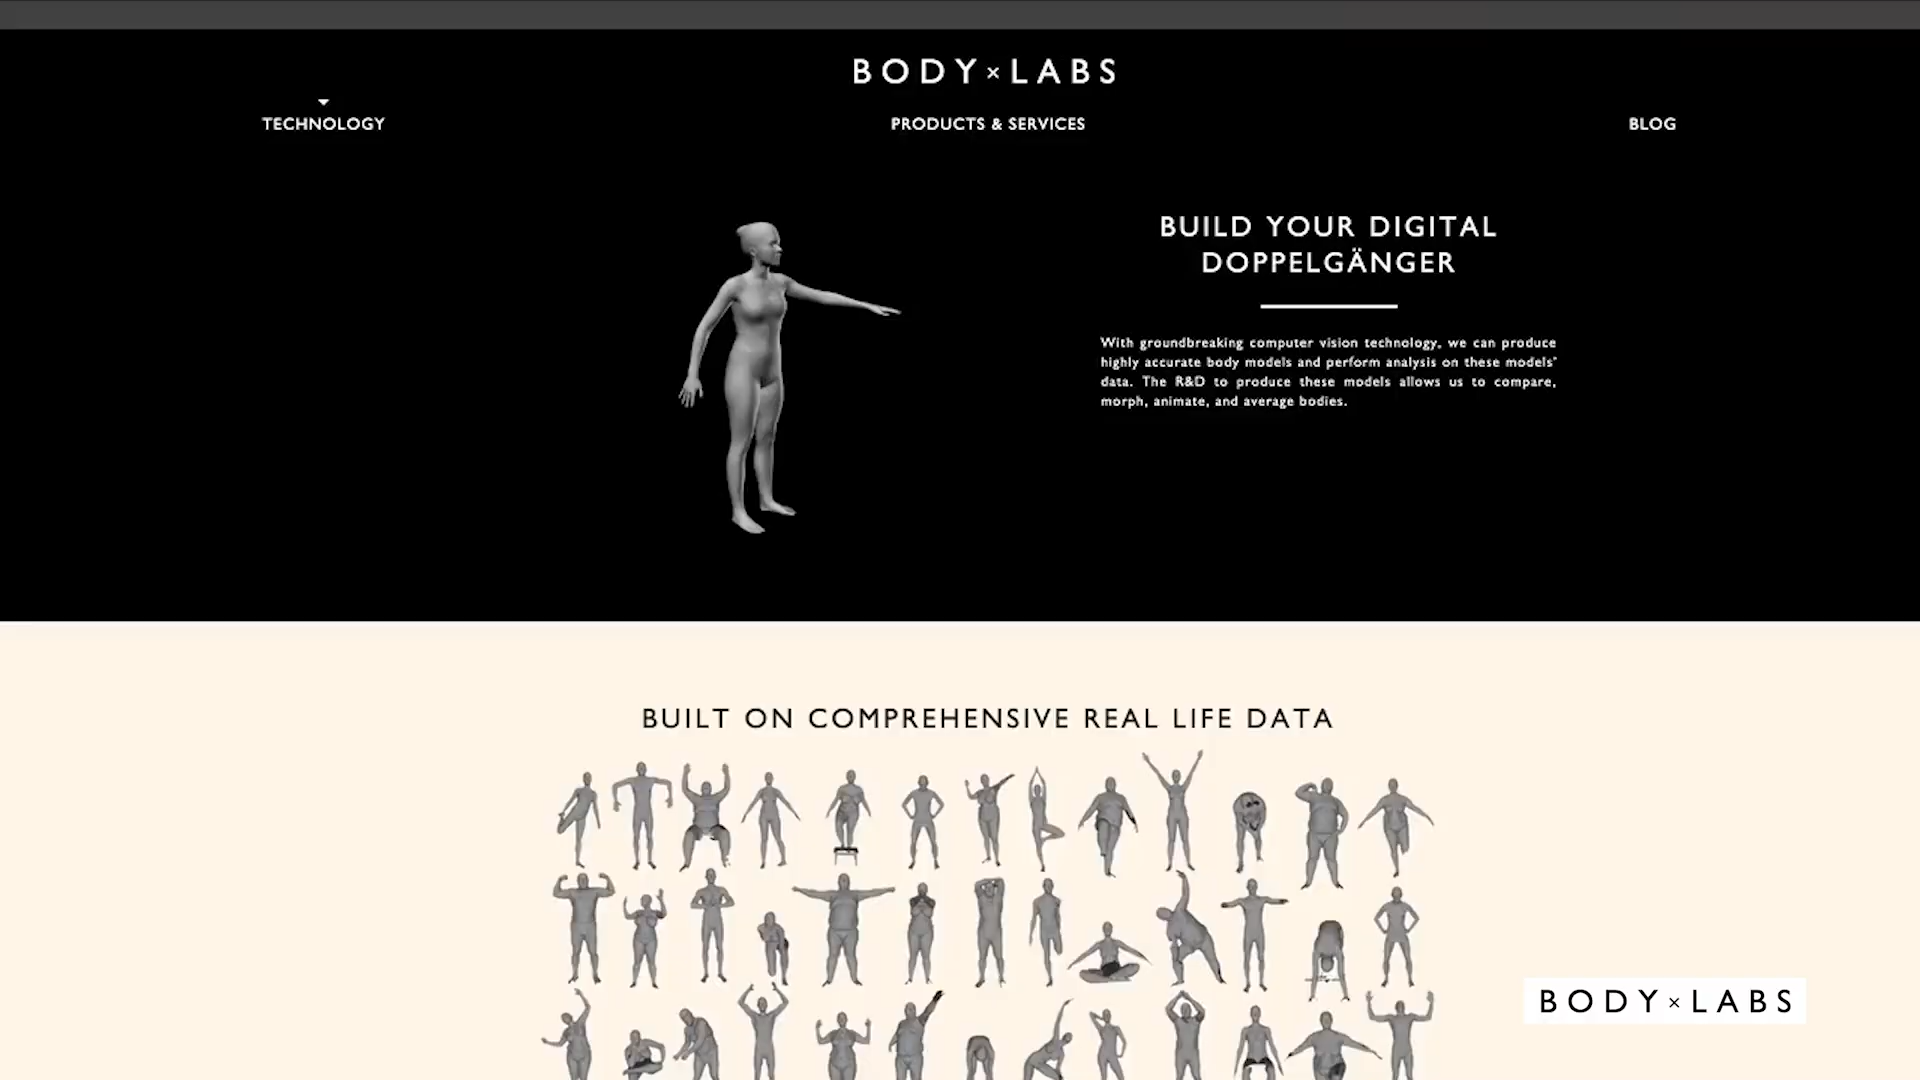 BODY×LABS
TECHNOLOGY
PRODUCTS & SERVICES
BLOG
BUILD YOUR DIGITAL
DOPPELGÄNGER
With groundbreaking computer vision technology, we can produce
highly accurate body models and perform analysis on these models'
data. The R&D to produce these models allows us to compare,
morph, animate, and average bodies.
BUILT ON COMPREHENSIVE REAL LIFE DATA
BODY×LABS